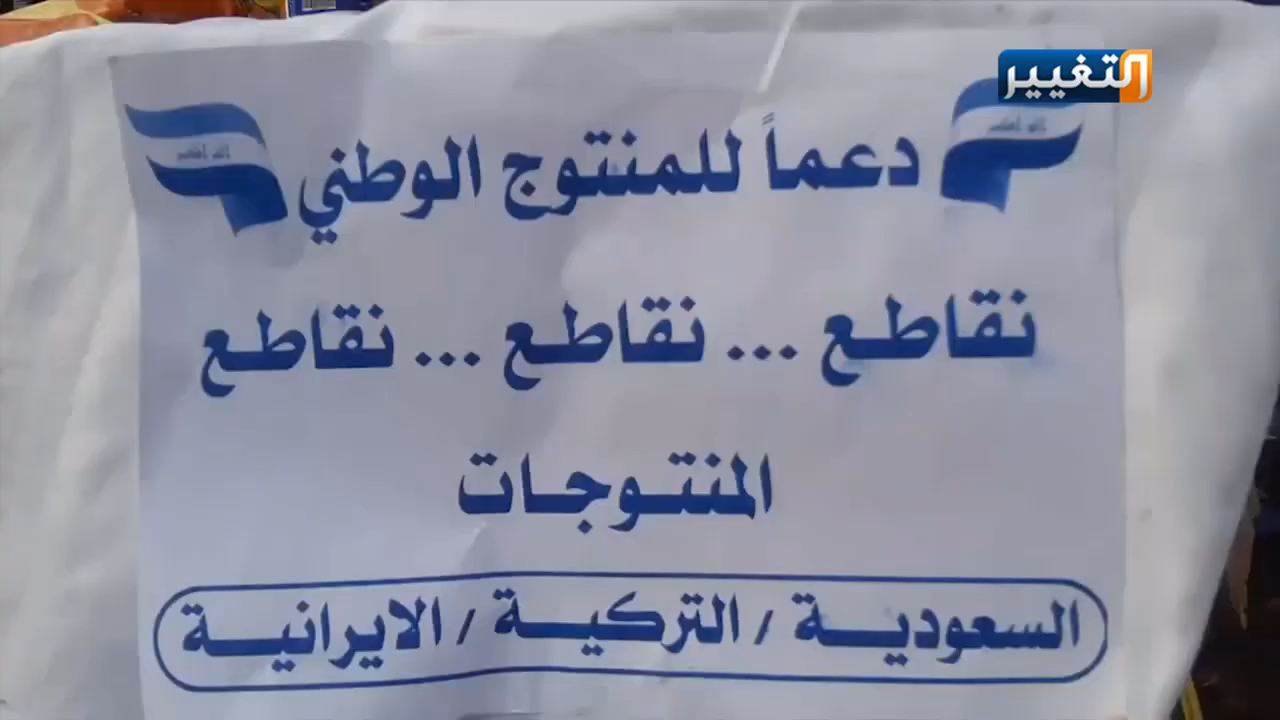 التغيير
دعماً للمنتوج الوطني
نقاطع ... نقاطع ... نقاطع
المنتوجات
السعودية / التركية / الايرانية